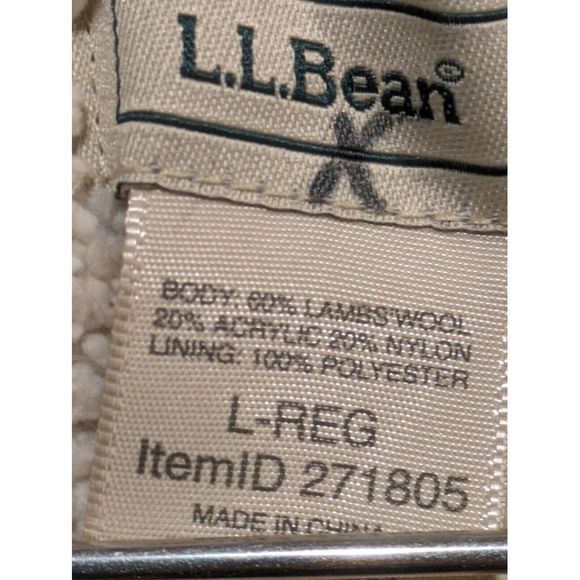 L.L.Bean®
X
BODY: 60% LAMBS'WOOL
20% ACRYLIC 20% NYLON
LINING: 100% POLYESTER
L-REG
ItemID 271805
MADE IN CHINA